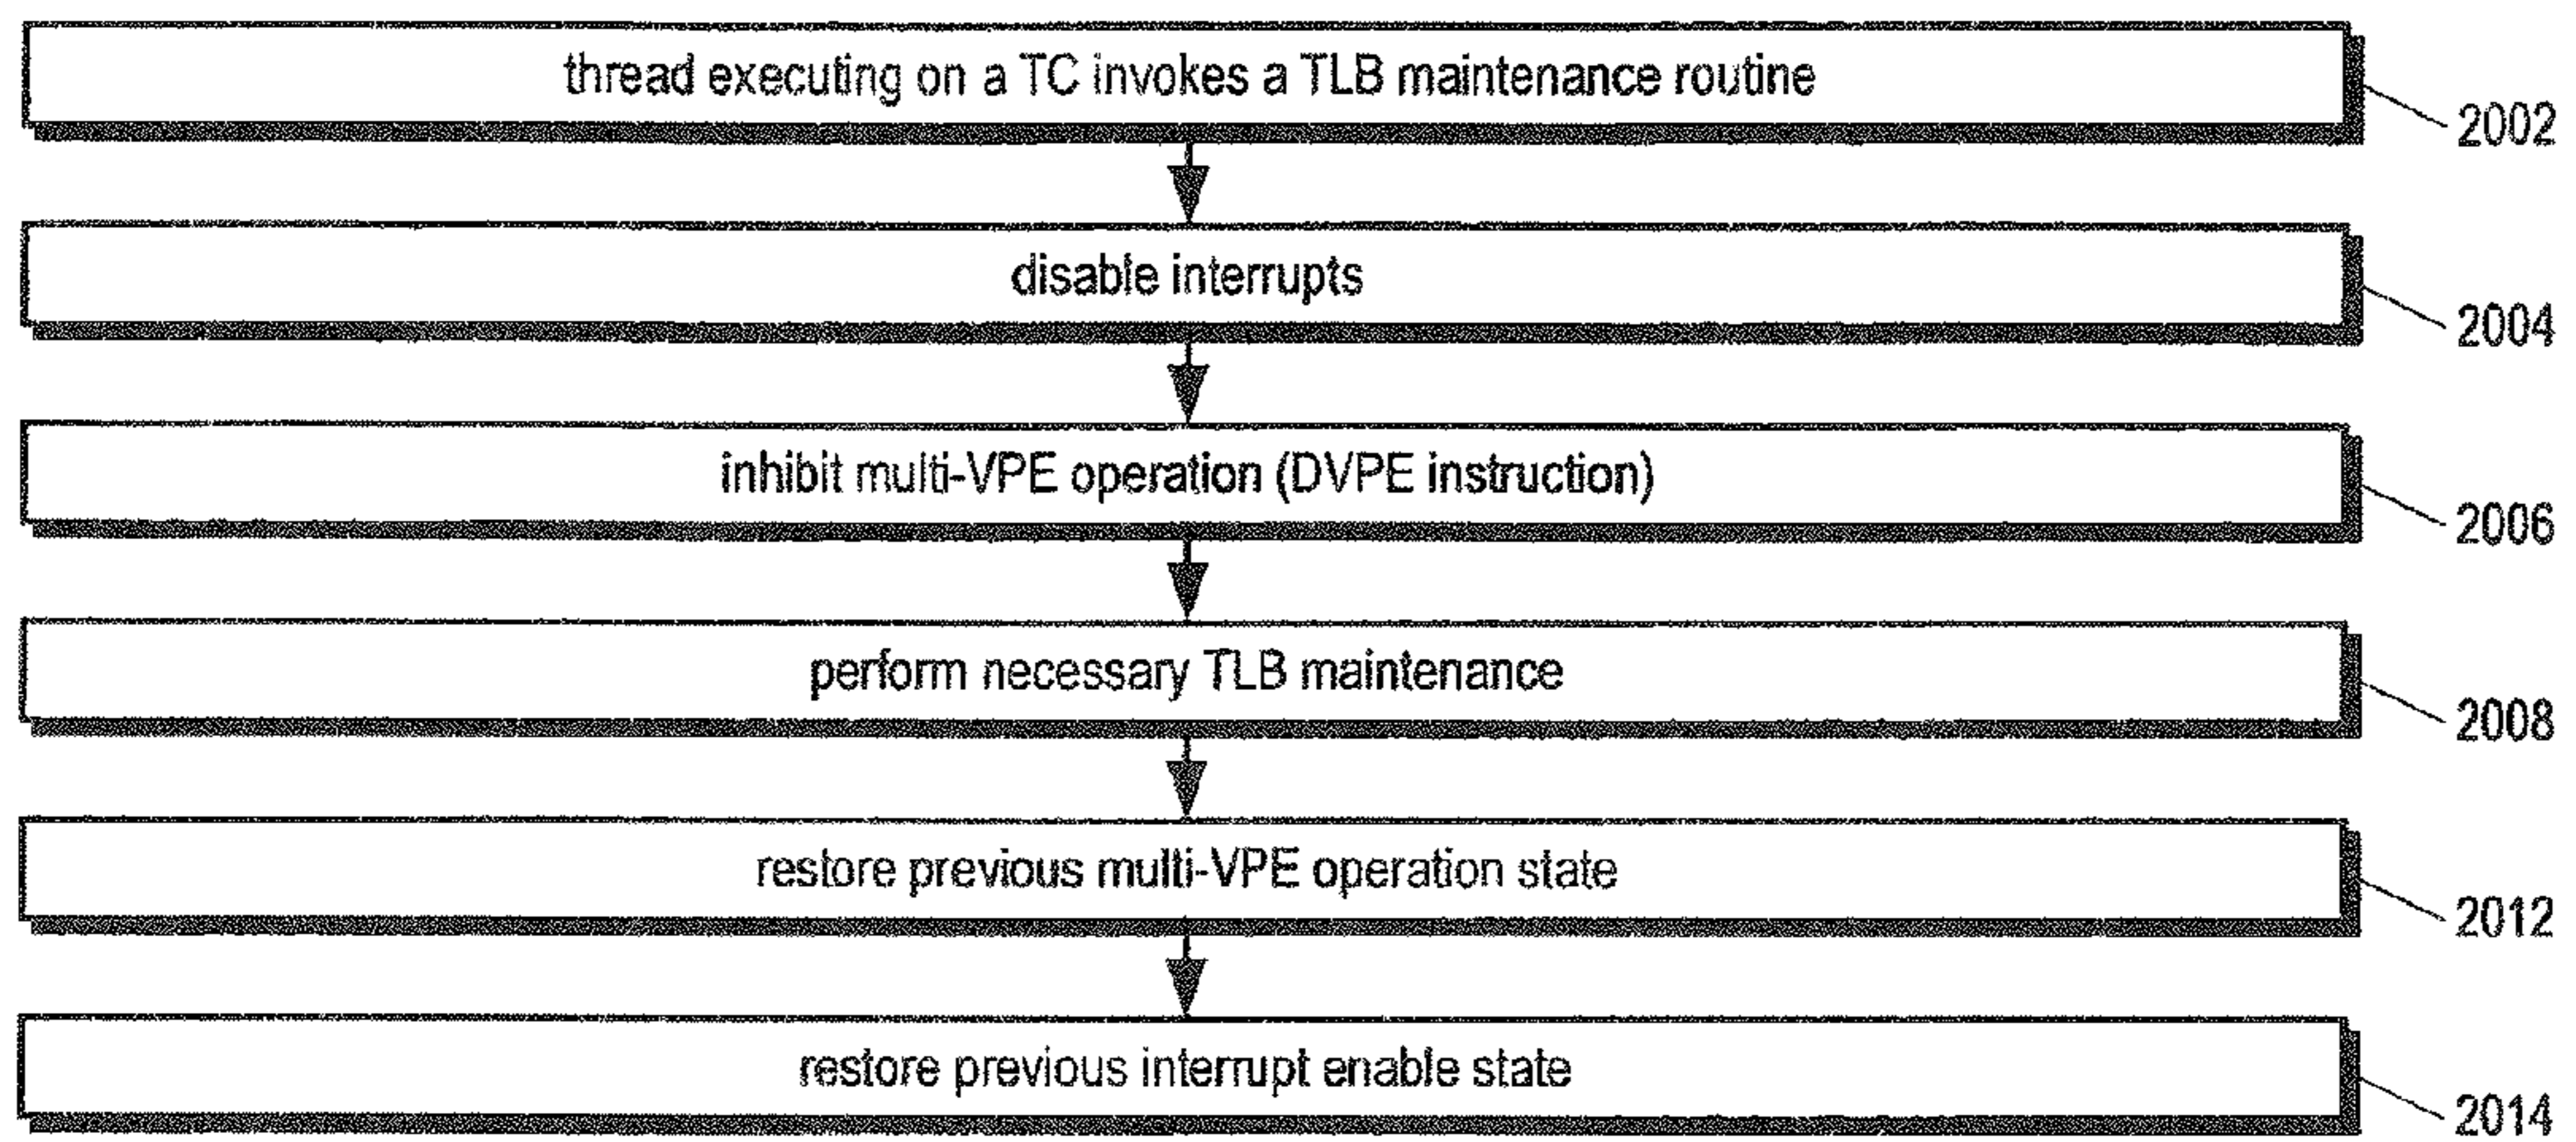 thread executing on a TC invokes a TLB maintenance routine
2002
disable interrupts
2004
inhibit multi-VPE operation (DVPE instruction)
2006
perform necessary TLB maintenance
2008
restore previous multi-VPE operation state
2012
restore previous interrupt enable state
2014